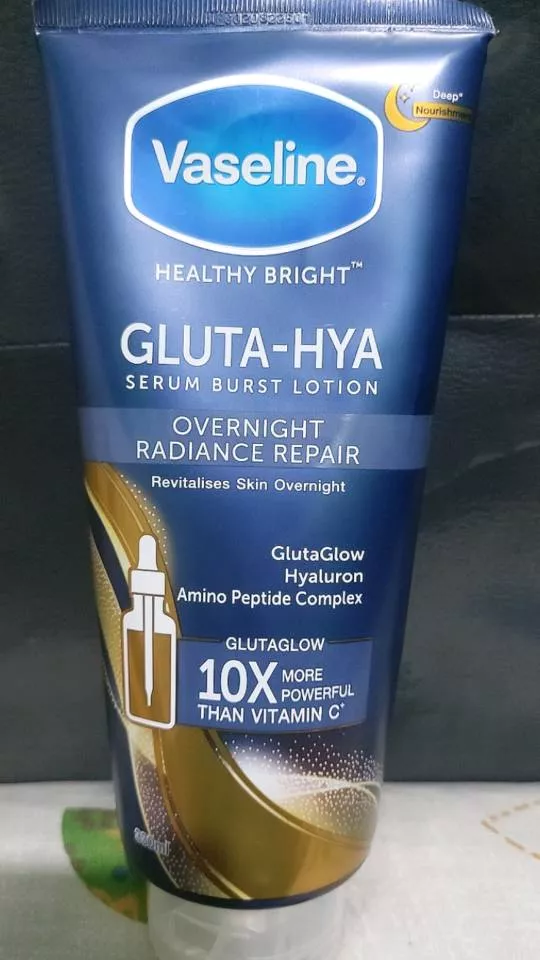 Deep*
Nourishment
Vaseline®
HEALTHY BRIGHT™
GLUTA-HYA
SERUM BURST LOTION
OVERNIGHT
RADIANCE REPAIR
Revitalises Skin Overnight
GlutaGlow
Hyaluron
Amino Peptide Complex
GLUTAGLOW
10X MORE
POWERFUL
THAN VITAMIN C*